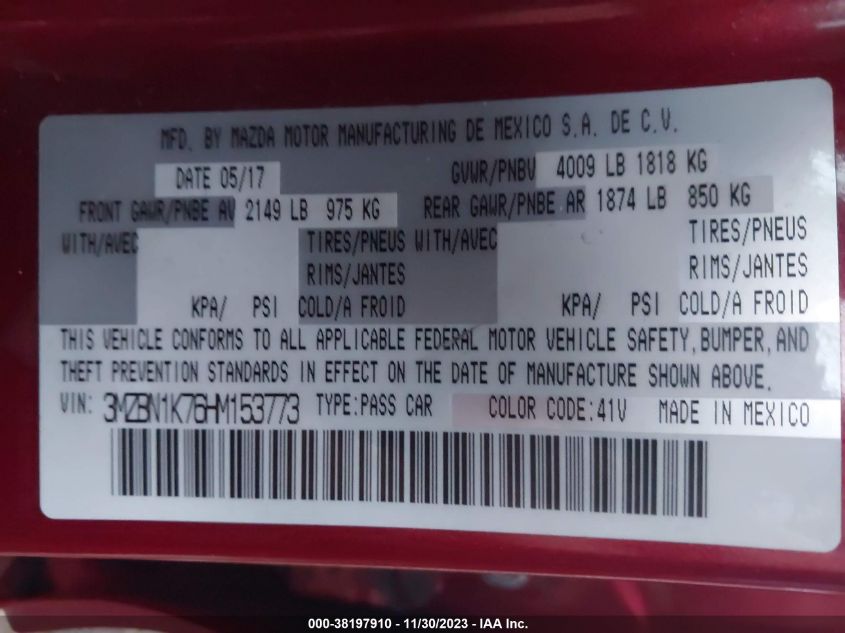 MFD. BY MAZDA MOTOR MANUFACTURING DE MEXICO S.A. DE C.V.
DATE 05/17 GVWR/PNBV 4009 LB 1818 KG
FRONT GAWR/PNBE AV 2149 LB 975 KG REAR GAWR/PNBE AR 1874 LB 850 KG
WITH/AVEC TIRES/PNEUS WITH/AVEC TIRES/PNEUS
RIMS/JANTES RIMS/JANTES
KPA/ PSI COLD/A FROID KPA/ PSI COLD/A FROID
THIS VEHICLE CONFORMS TO ALL APPLICABLE FEDERAL MOTOR VEHICLE SAFETY, BUMPER, AND
THEFT PREVENTION STANDARDS IN EFFECT ON THE DATE OF MANUFACTURE SHOWN ABOVE.
VIN: 3MZBN1K76HM153773 TYPE:PASS CAR COLOR CODE:41V MADE IN MEXICO
000-38197910 - 11/30/2023 - IAA Inc.